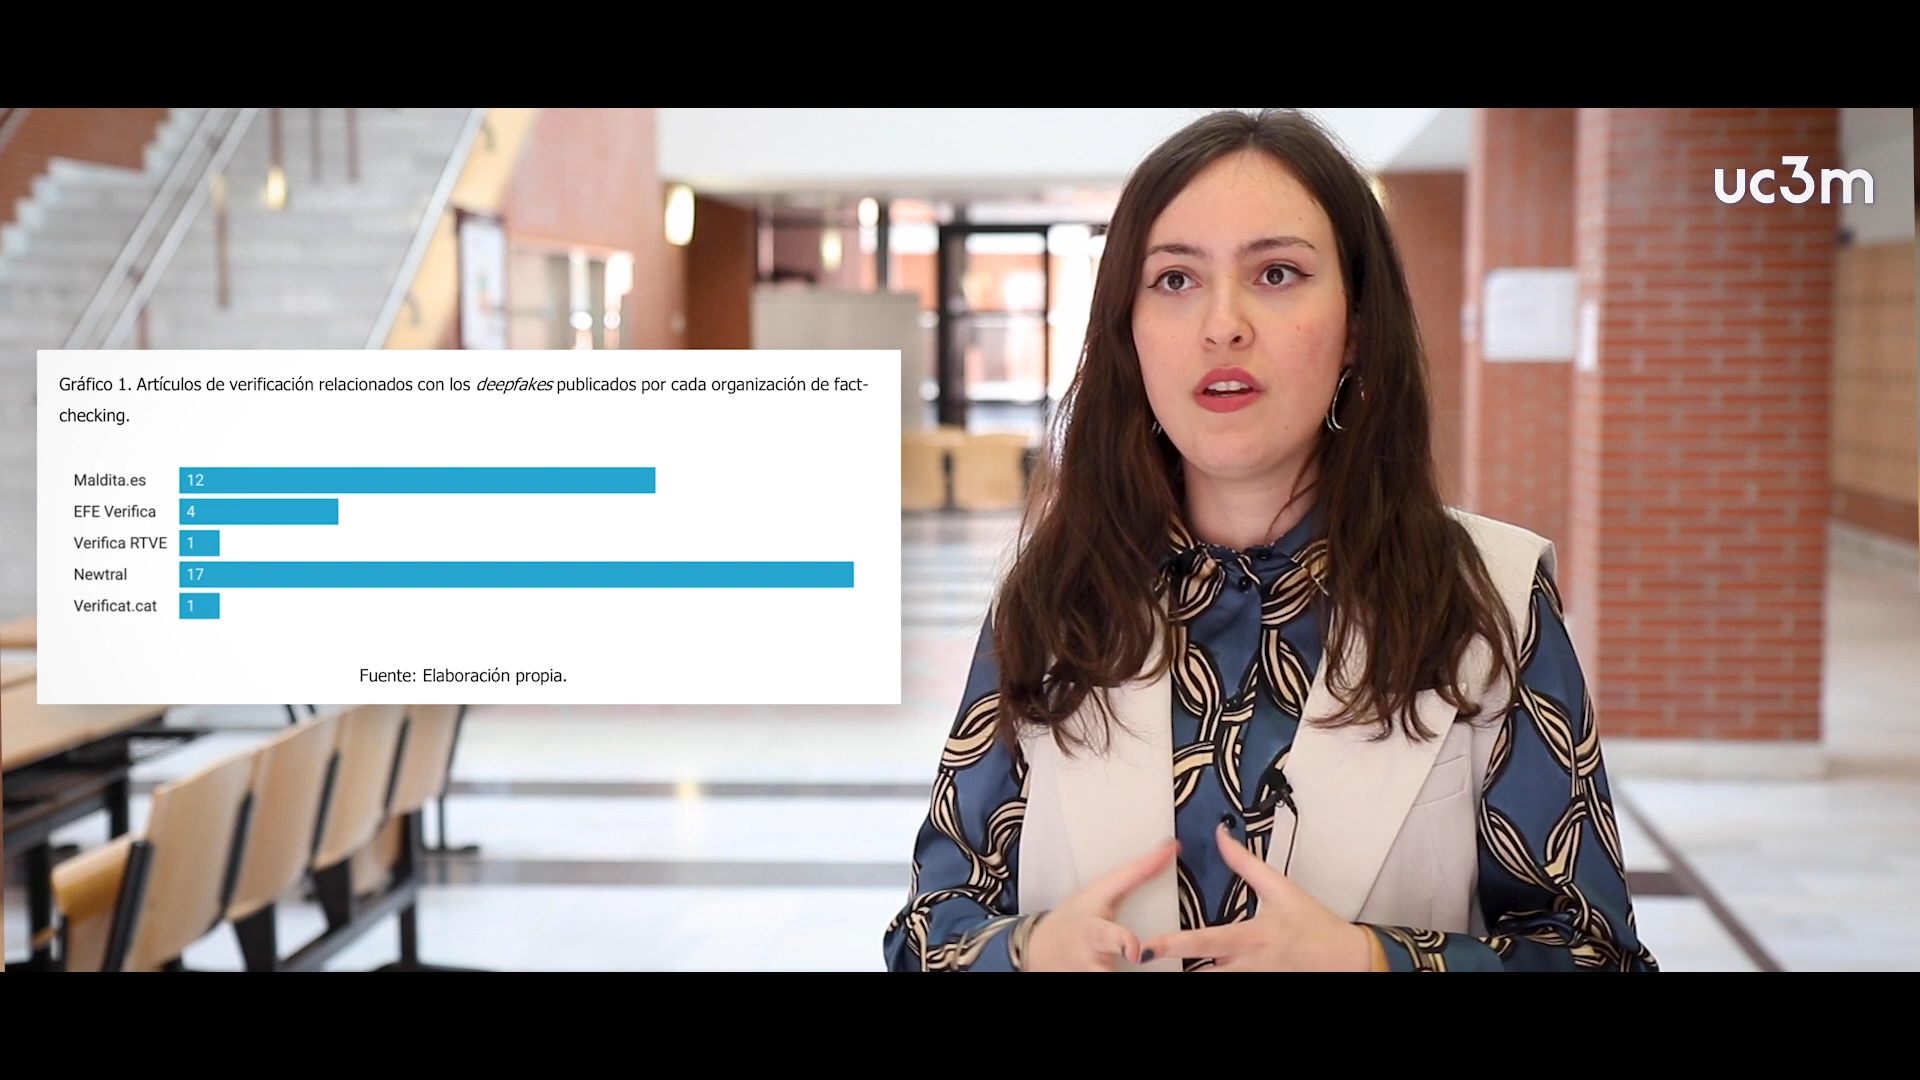 uc3m
Gráfico 1. Artículos de verificación relacionados con los deepfakes publicados por cada organización de fact-
checking.
Maldita.es 12
EFE Verifica 4
Verifica RTVE 1
Newtral 17
Verificat.cat 1
Fuente: Elaboración propia.